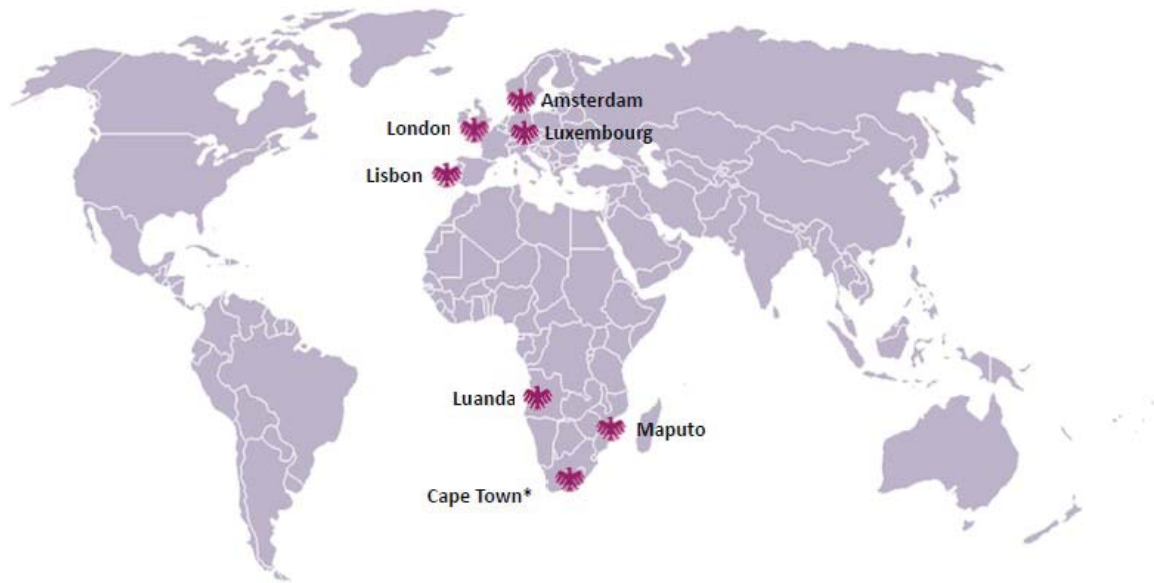 Amsterdam
London
Luxembourg
Lisbon
Luanda
Maputo
Cape Town*